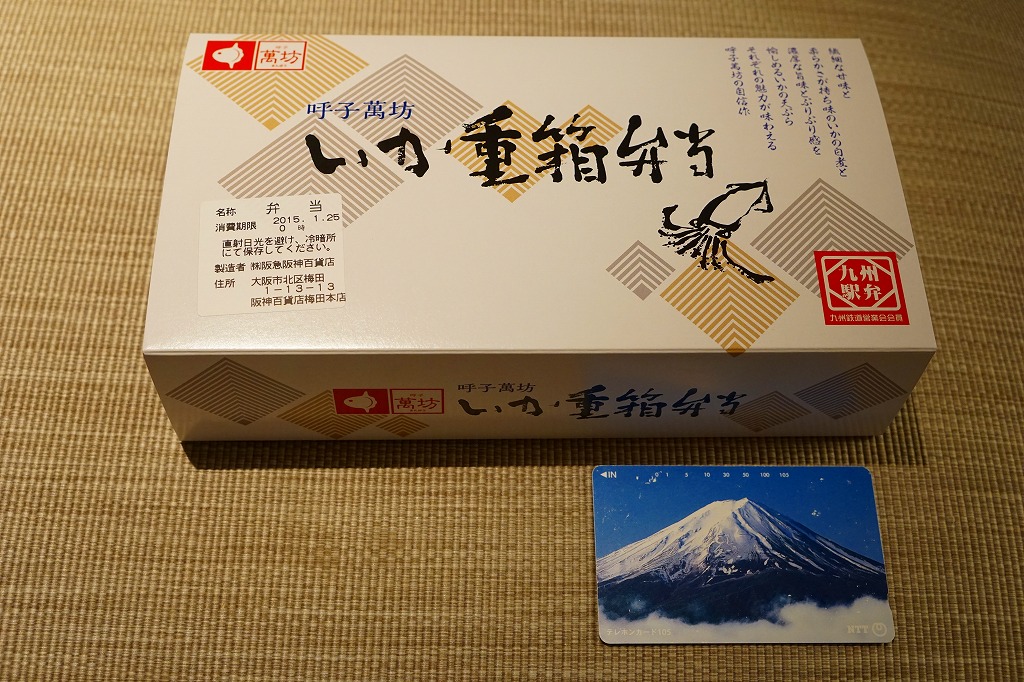 呼子
萬坊
呼子萬坊
いか重箱弁当
繊細な甘味と
柔らかさが持ち味のいかの自煮と
濃厚な旨味とぷりぷり感を
愉しめるいかの天ぷら
それぞれの魅力が味わえる
呼子萬坊の自信作
名称 弁当
消費期限 2015. 1.25
0 時
直射日光を避け、冷暗所
にて保存してください。
製造者 ㈱阪急阪神百貨店
住所 大阪市北区梅田
1-13-13
阪神百貨店梅田本店
九州
駅弁
九州鉄道営業会会員
呼子
萬坊
呼子萬坊
いか重箱弁当
◀IN 0 1 5 10 30 50 100 105
テレホンカード105
NTT